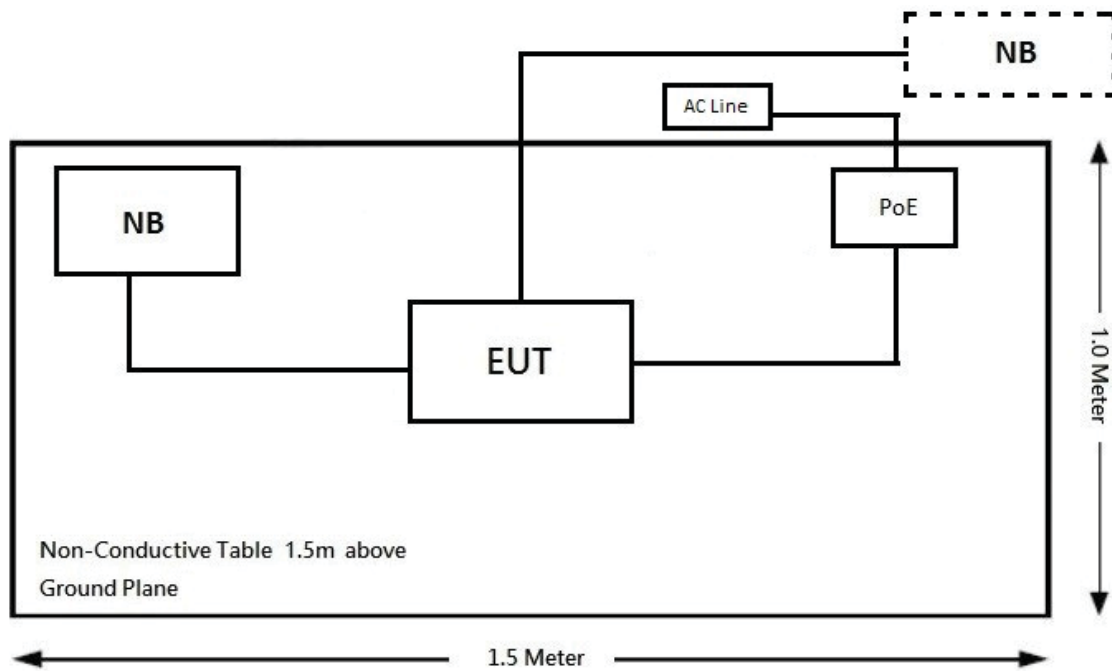 NB
AC Line
NB
PoE
EUT
1.0 Meter
Non-Conductive Table 1.5m above
Ground Plane
1.5 Meter